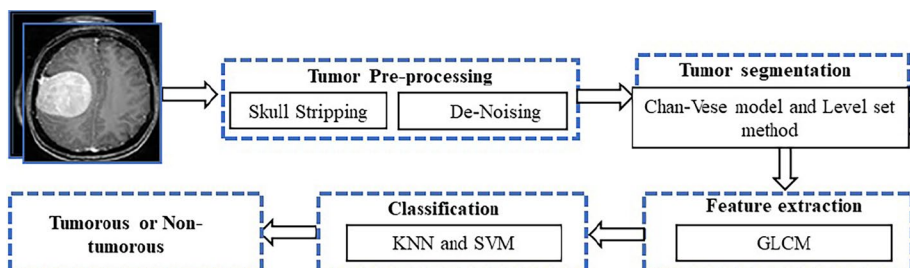 Tumor Pre-processing
Skull Stripping
De-Noising
Tumor segmentation
Chan-Vese model and Level set
method
Feature extraction
GLCM
Classification
KNN and SVM
Tumorous or Non-
tumorous